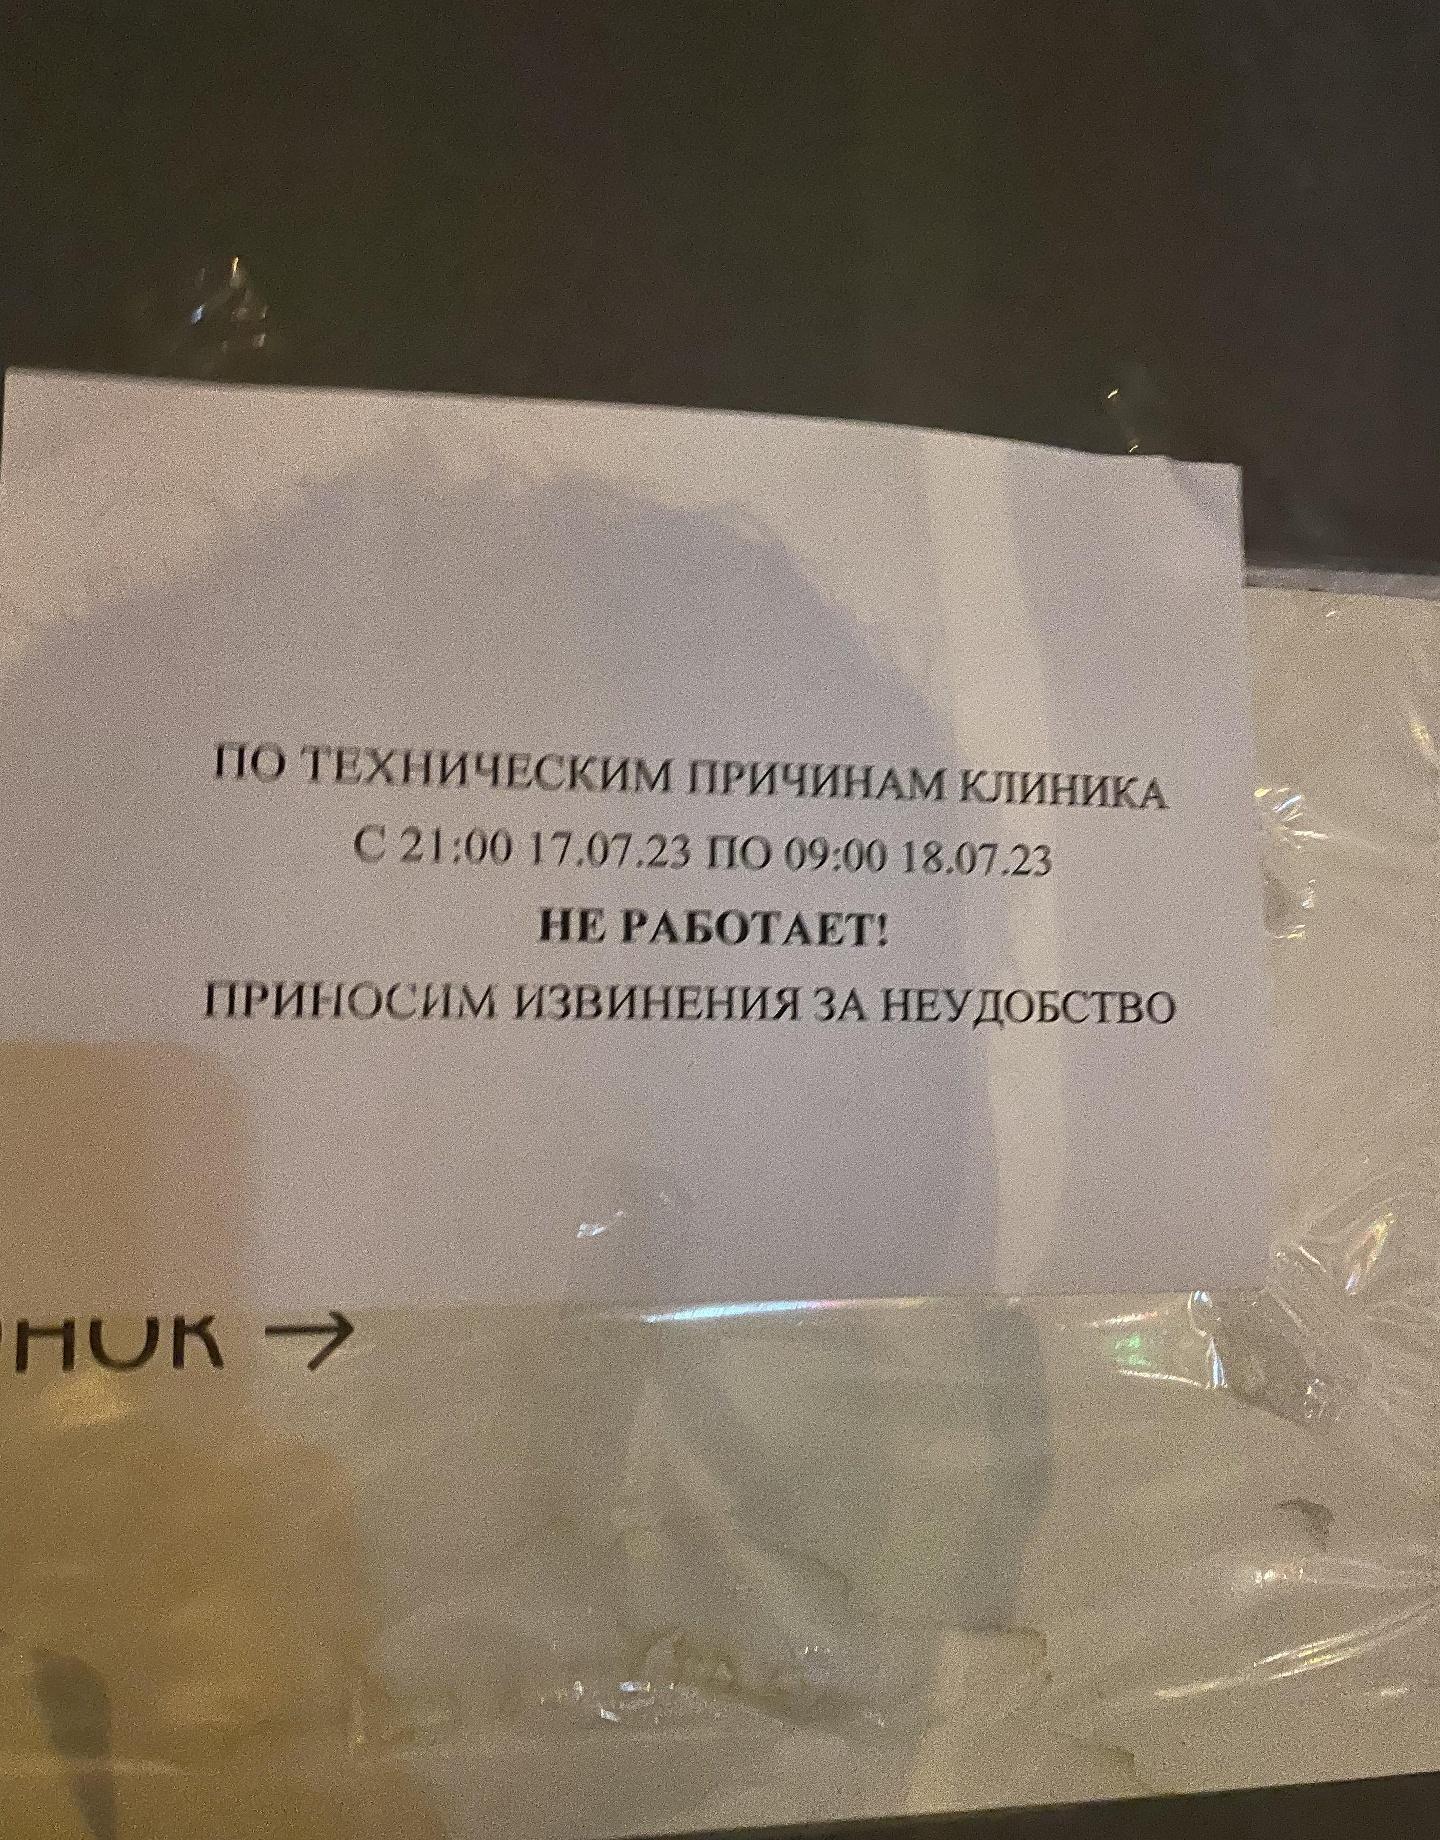 ПО ТЕХНИЧЕСКИМ ПРИЧИНАМ КЛИНИКА
С 21:00 17.07.23 ПО 09:00 18.07.23
НЕ РАБОТАЕТ!
ПРИНОСИМ ИЗВИНЕНИЯ ЗА НЕУДОБСТВО
→